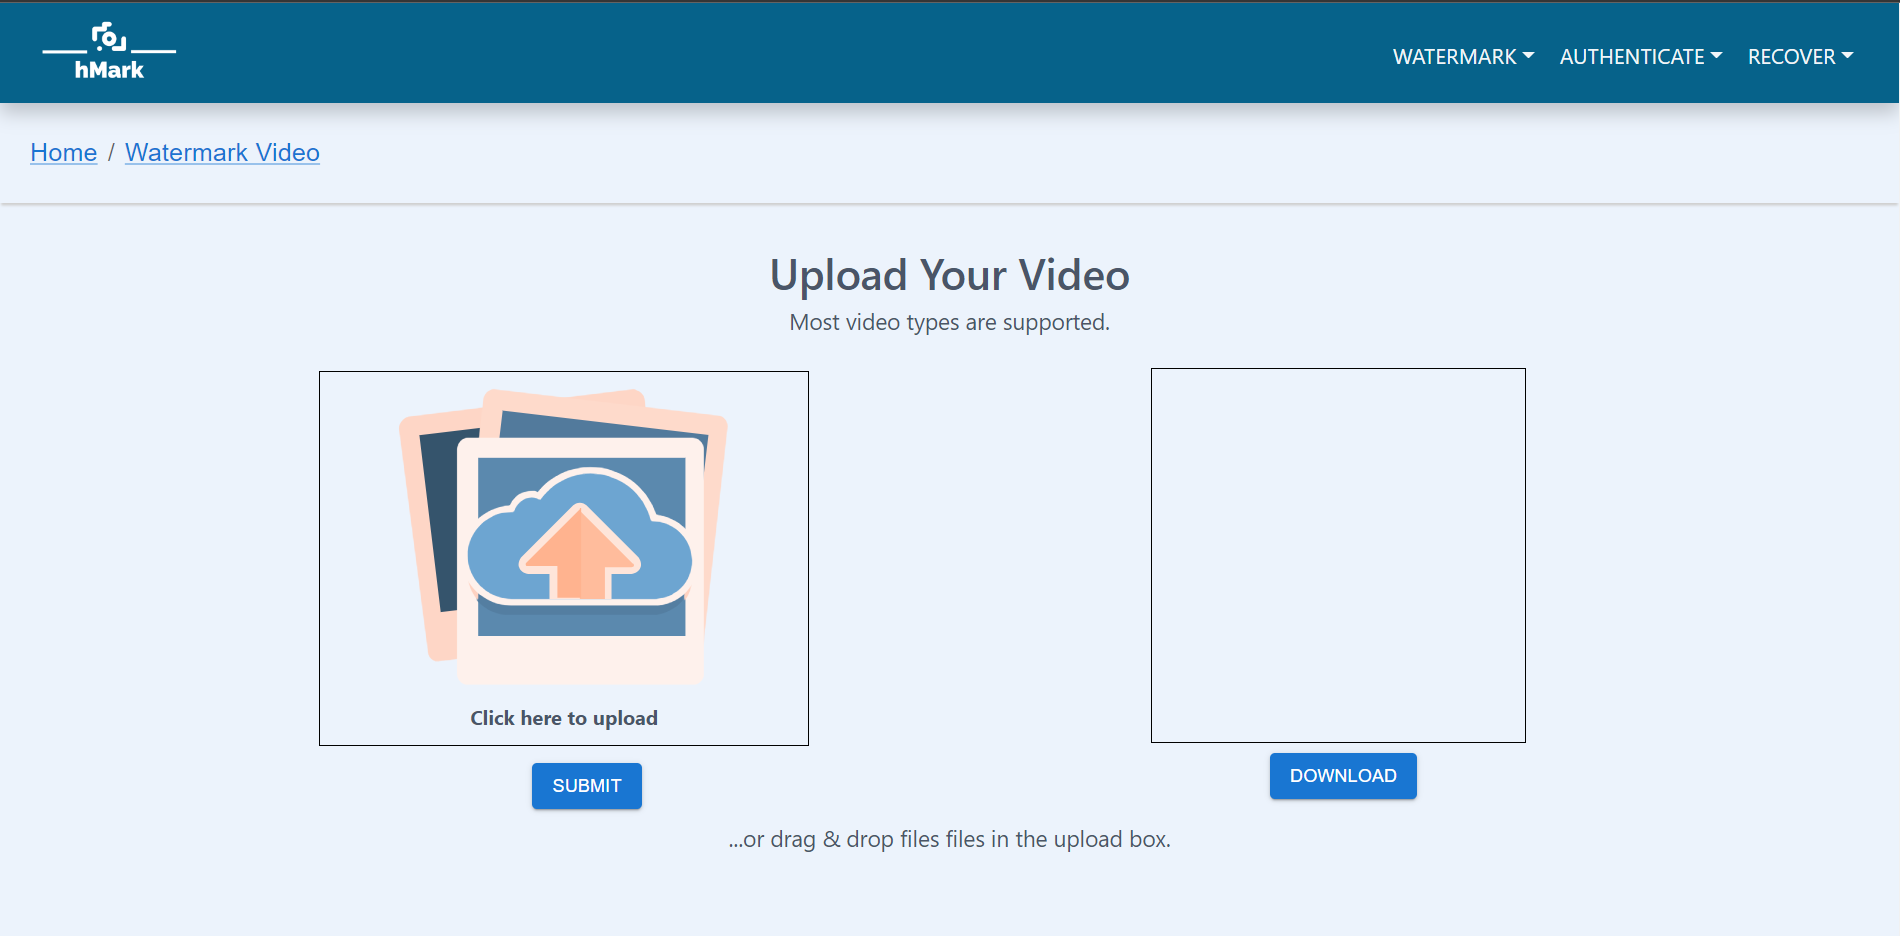 hMark
WATERMARK AUTHENTICATE RECOVER
Home / Watermark Video
Upload Your Video
Most video types are supported.
Click here to upload
SUBMIT
DOWNLOAD
...or drag & drop files files in the upload box.